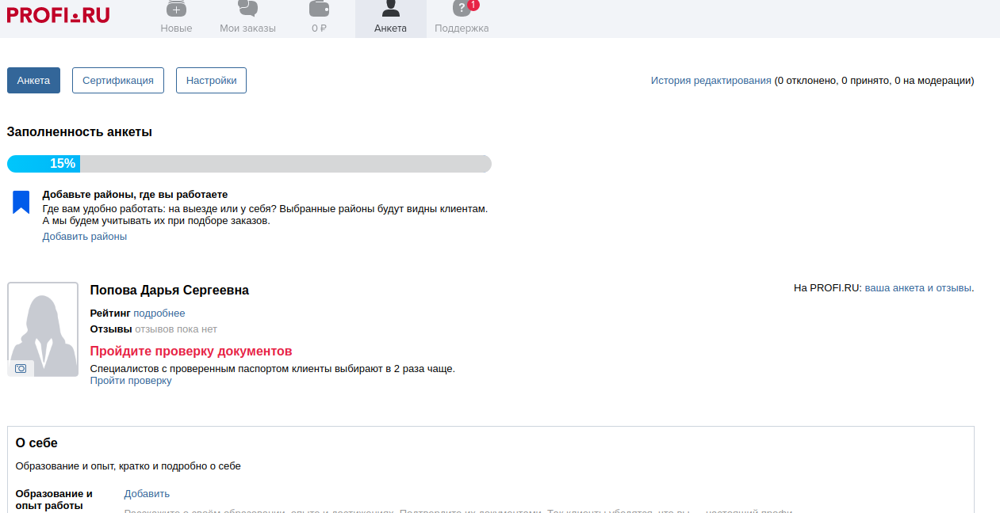 PROFI.RU
Новые
Мои заказы
0 ₽
Анкета
?
1
Поддержка
Анкета
Сертификация
Настройки
История редактирования (0 отклонено, 0 принято, 0 на модерации)
Заполненность анкеты
15%
Добавьте районы, где вы работаете
Где вам удобно работать: на выезде или у себя? Выбранные районы будут видны клиентам.
А мы будем учитывать их при подборе заказов.
Добавить районы
Попова Дарья Сергеевна
На PROFI.RU: ваша анкета и отзывы.
Рейтинг подробнее
Отзывы отзывов пока нет
Пройдите проверку документов
Специалистов с проверенным паспортом клиенты выбирают в 2 раза чаще.
Пройти проверку
О себе
Образование и опыт, кратко и подробно о себе
Образование и
опыт работы
Добавить
Расскажите о своём образовании, опыте и достижениях. Подтвердите их документами. Так клиенты убедятся, что вы — настоящий профи.